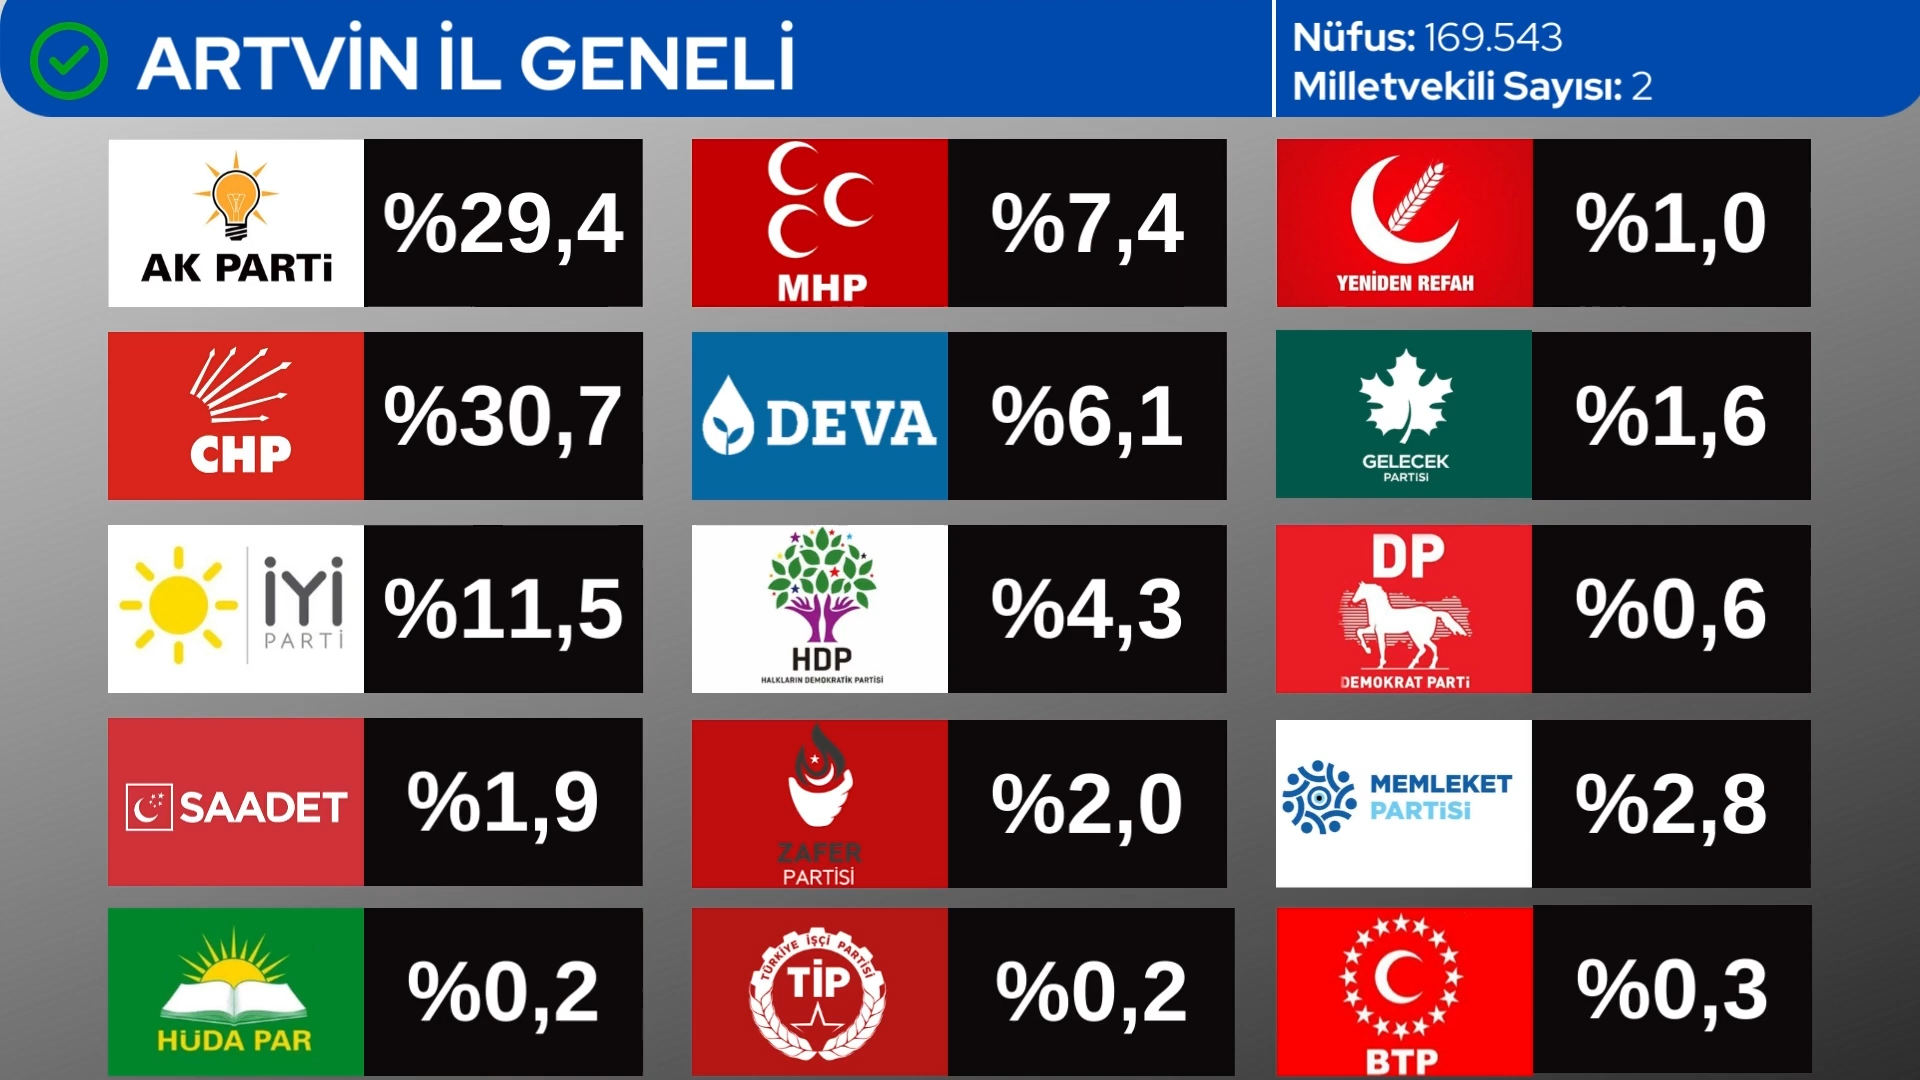 ARTVİN İL GENELİ
Nüfus: 169.543
Milletvekili Sayısı: 2
AK PARTi
%29,4
MHP
%7,4
YENİDEN REFAH
%1,0
CHP
%30,7
DEVA
%6,1
GELECEK
PARTİSİ
%1,6
İYİ
PARTİ
%11,5
HDP
HALKLARIN DEMOKRATİK PARTİSİ
%4,3
DP
DEMOKRAT PARTi
%0,6
SAADET
%1,9
ZAFER
PARTİSİ
%2,0
MEMLEKET
PARTiSi
%2,8
HÜDA PAR
%0,2
TÜRKİYE İŞÇİ PARTİSİ
TİP
%0,2
BTP
%0,3